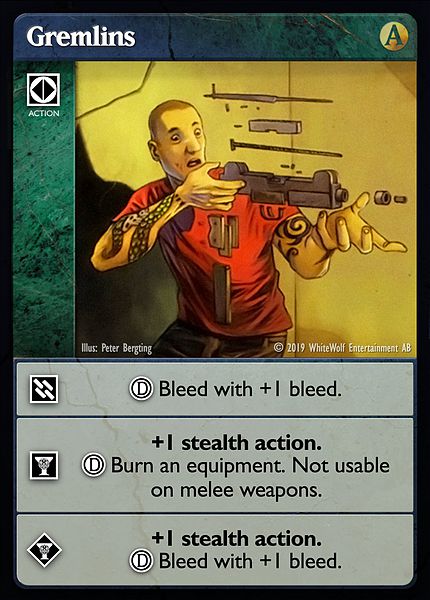 Gremlins
A
ACTION
Illus: Peter Bergting
© 2019 WhiteWolf Entertainment AB
D Bleed with +1 bleed.
+1 stealth action.
D Burn an equipment. Not usable
on melee weapons.
+1 stealth action.
D Bleed with +1 bleed.